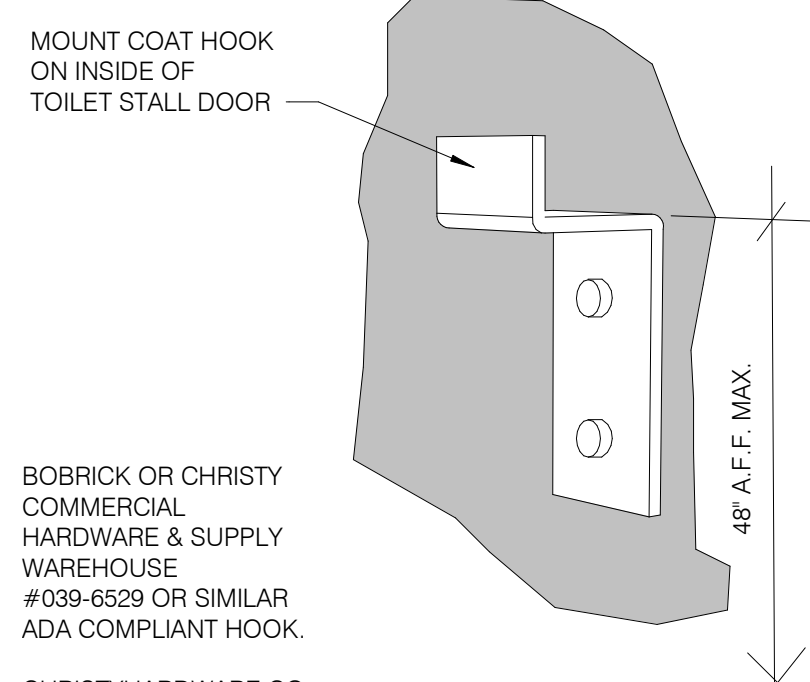 MOUNT COAT HOOK
ON INSIDE OF
TOILET STALL DOOR
48" A.F.F. MAX.
BOBRICK OR CHRISTY
COMMERCIAL
HARDWARE & SUPPLY
WAREHOUSE
#039-6529 OR SIMILAR
ADA COMPLIANT HOOK.